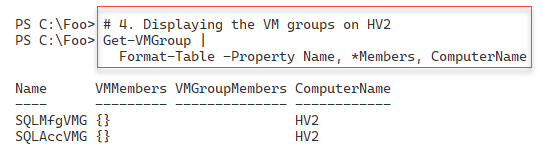 PS C:\Foo> # 4. Displaying the VM groups on HV2
PS C:\Foo> Get-VMGroup |
Format-Table -Property Name, *Members, ComputerName
Name VMMembers VMGroupMembers ComputerName
---- --------- -------------- ------------
SQLMfgVMG {} HV2
SQLAccVMG {} HV2